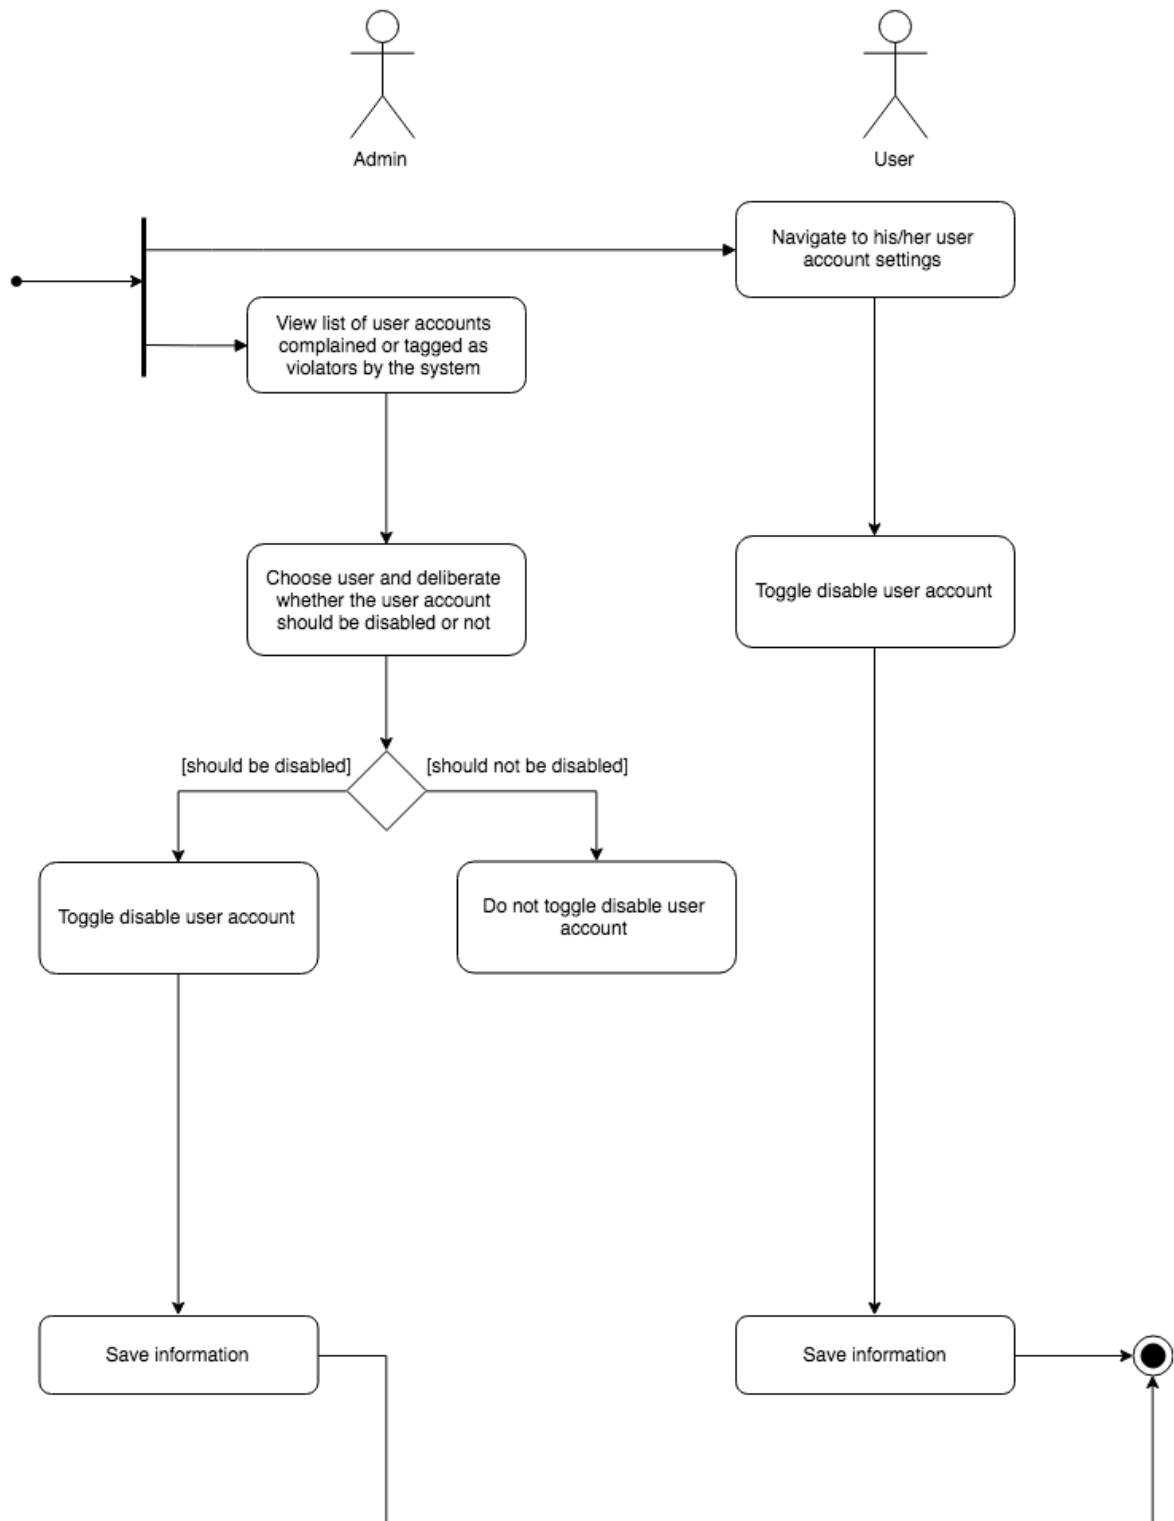 Admin
User
Navigate to his/her user
account settings
View list of user accounts
complained or tagged as
violators by the system
Choose user and deliberate
whether the user account
should be disabled or not
Toggle disable user account
[should be disabled]
[should not be disabled]
Toggle disable user account
Do not toggle disable user
account
Save information
Save information